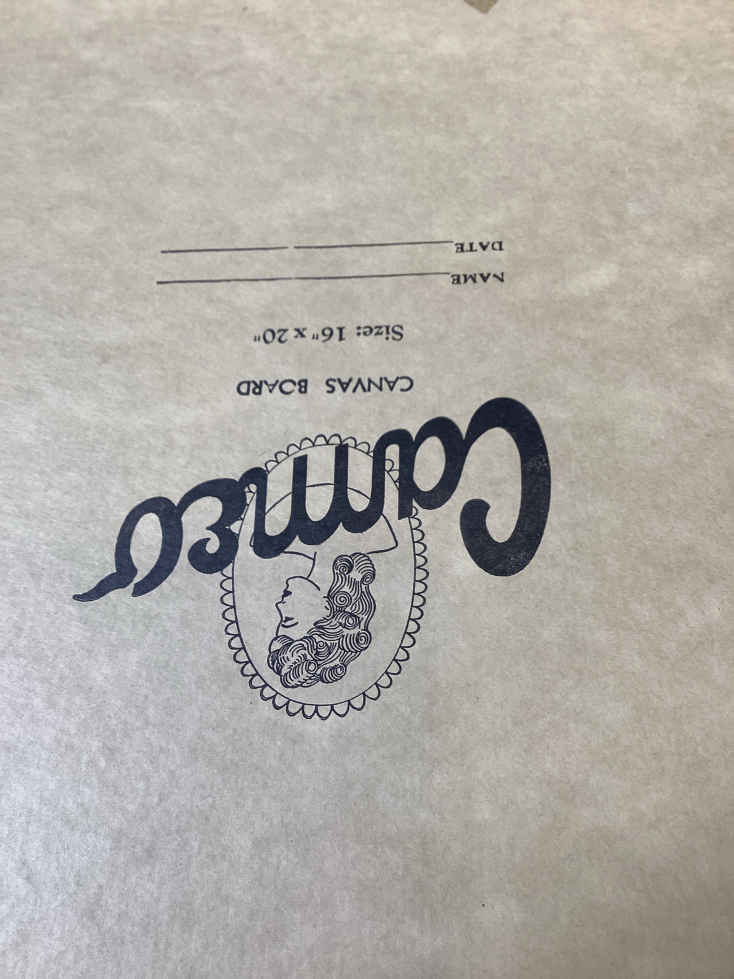 Cameo
CANVAS BOARD
Size: 16" x 20"
NAME
DATE